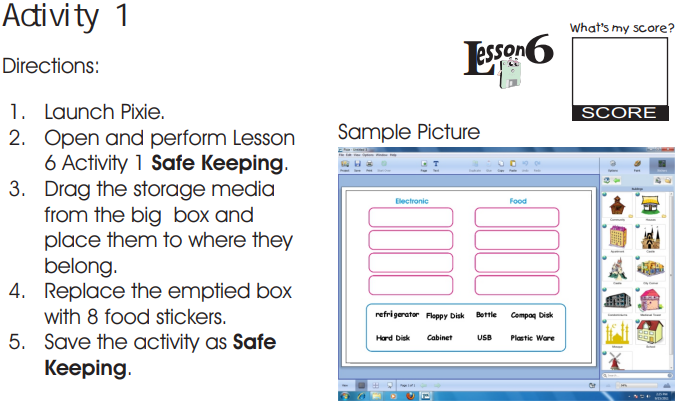 Activity 1
Lesson 6
What's my score?
SCORE
Directions:
1. Launch Pixie.
2. Open and perform Lesson
6 Activity 1 Safe Keeping.
3. Drag the storage media
from the big box and
place them to where they
belong.
4. Replace the emptied box
with 8 food stickers.
5. Save the activity as Safe
Keeping.
Sample Picture
Electronic Food
refrigerator Floppy Disk Bottle Compaq Disk
Hard Disk Cabinet USB Plastic Ware